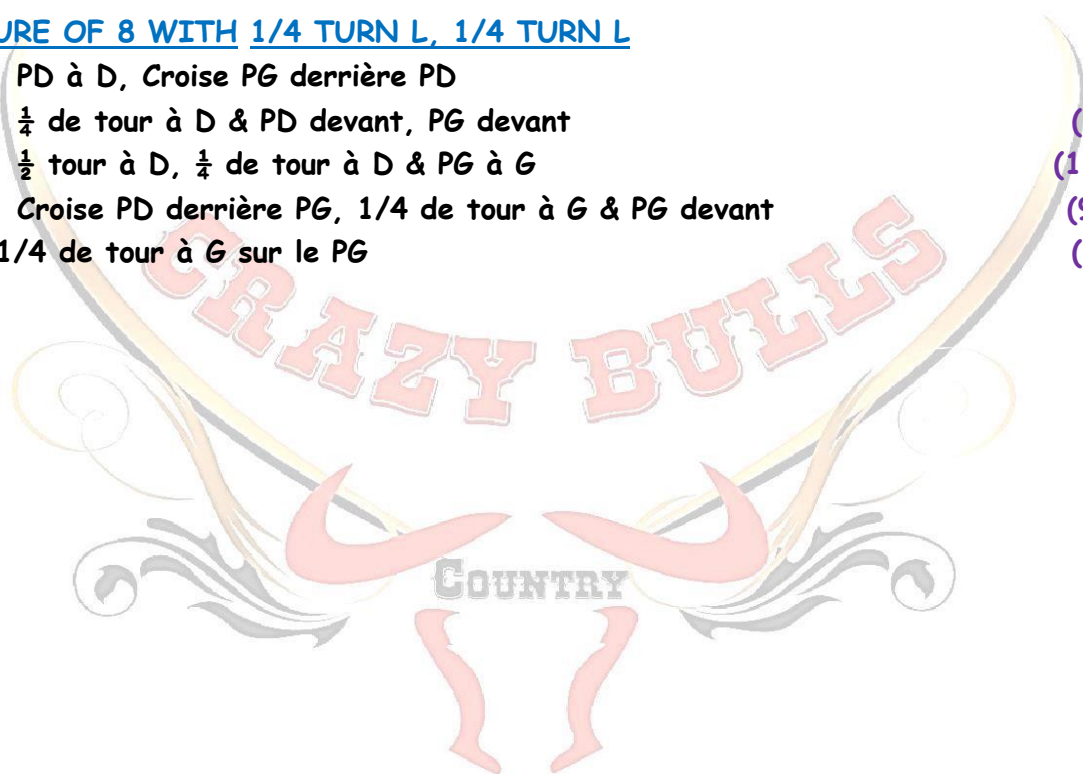 URE OF 8 WITH 1/4 TURN L, 1/4 TURN L
PD à D, Croise PG derrière PD
¼ de tour à D & PD devant, PG devant (
½ tour à D, ¼ de tour à D & PG à G (1
Croise PD derrière PG, 1/4 de tour à G & PG devant (9
1/4 de tour à G sur le PG (
CRAZY BULLS
COUNTRY